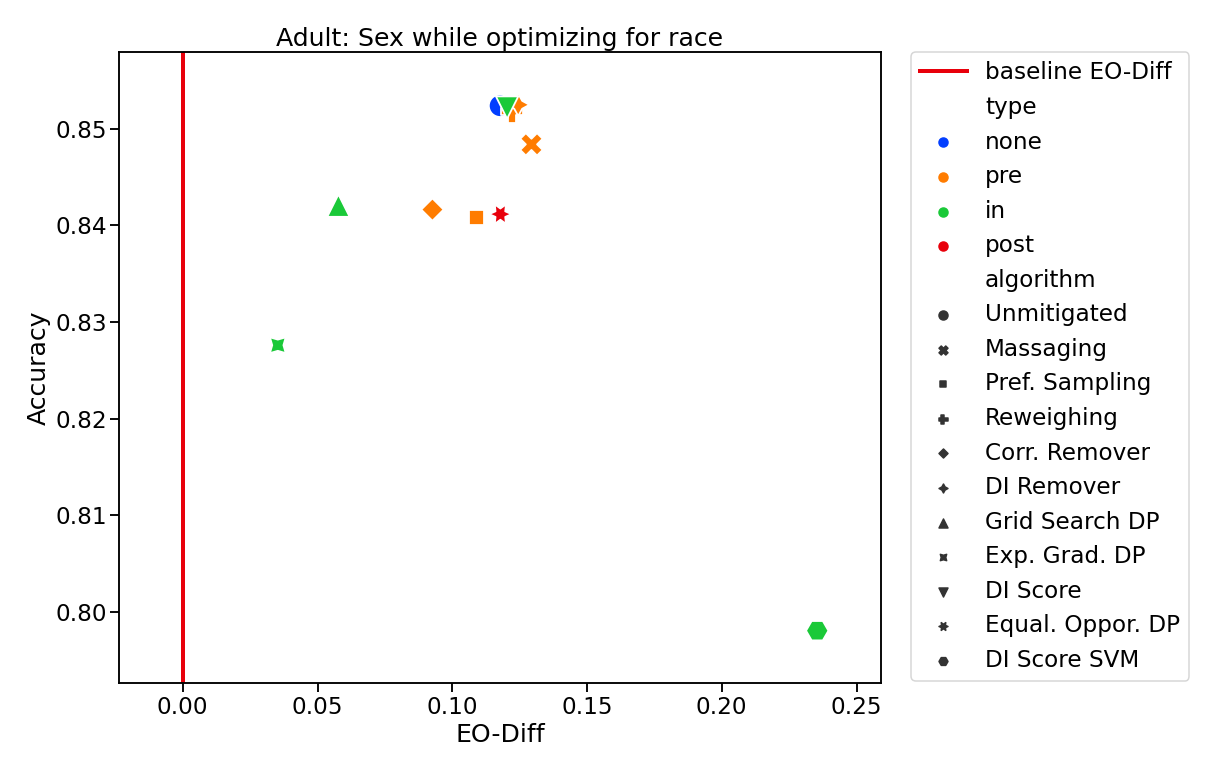 Adult: Sex while optimizing for race
0.85
0.84
0.83
0.82
0.81
0.80
Accuracy
0.00 0.05 0.10 0.15 0.20 0.25
EO-Diff
baseline EO-Diff
type
none
pre
in
post
algorithm
Unmitigated
Massaging
Pref. Sampling
Reweighing
Corr. Remover
DI Remover
Grid Search DP
Exp. Grad. DP
DI Score
Equal. Oppor. DP
DI Score SVM